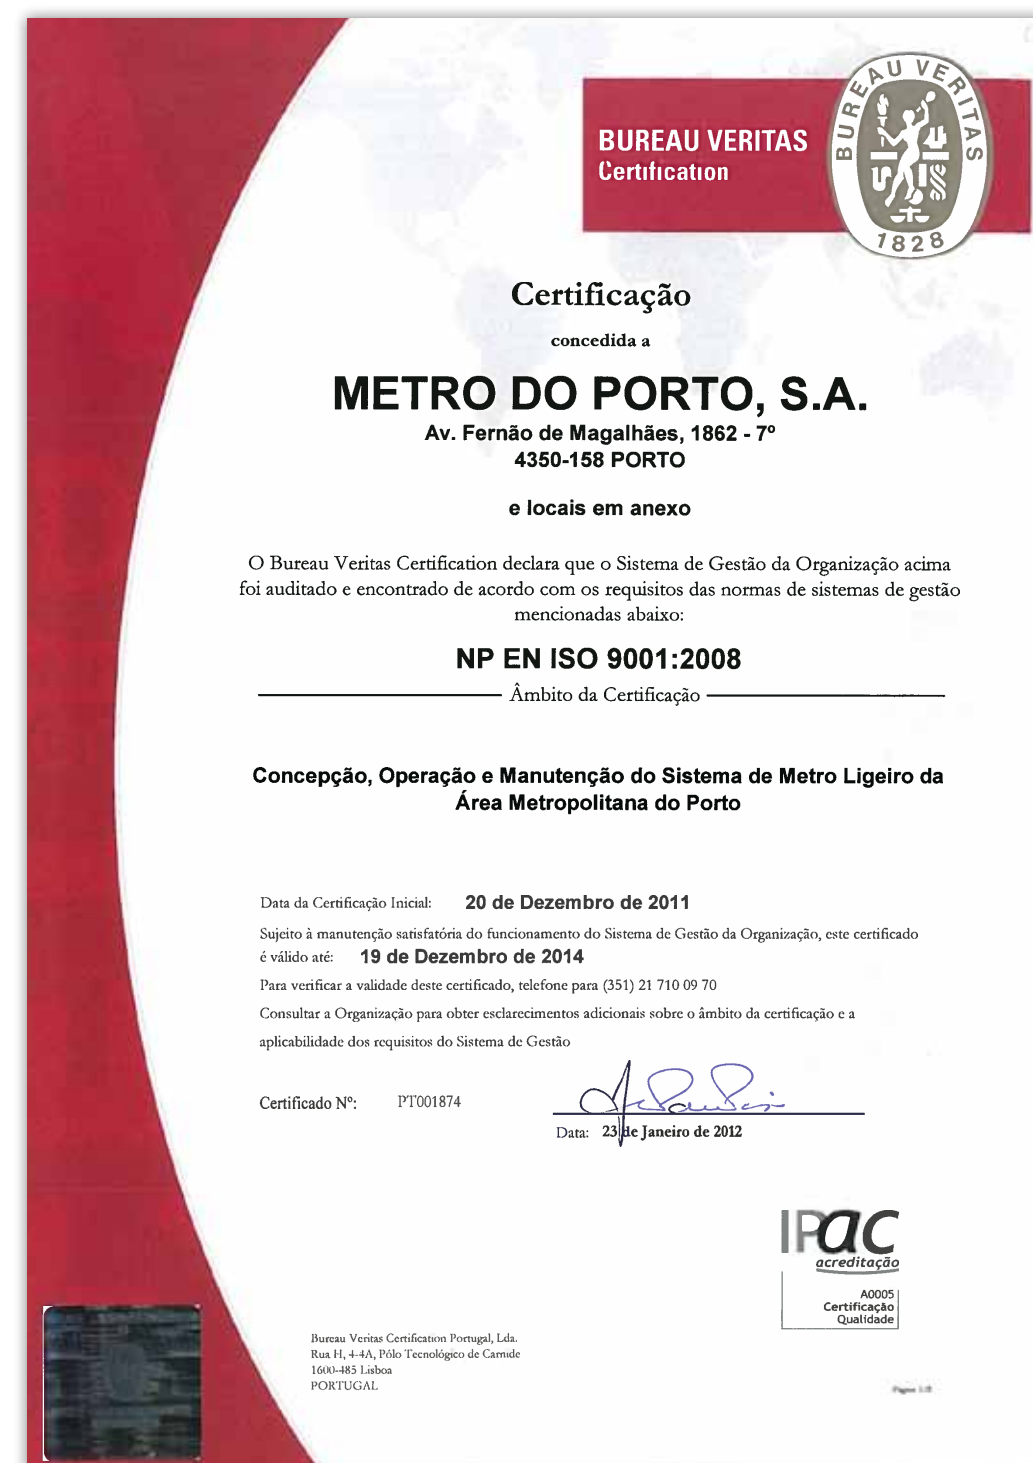 BUREAU VERITAS
Certification
BUREAU VERITAS
1828
Certificação
concedida a
METRO DO PORTO, S.A.
Av. Fernão de Magalhães, 1862 - 7º
4350-158 PORTO
e locais em anexo
O Bureau Veritas Certification declara que o Sistema de Gestão da Organização acima
foi auditado e encontrado de acordo com os requisitos das normas de sistemas de gestão
mencionadas abaixo:
NP EN ISO 9001:2008
Âmbito da Certificação
Concepção, Operação e Manutenção do Sistema de Metro Ligeiro da
Área Metropolitana do Porto
Data da Certificação Inicial: 20 de Dezembro de 2011
Sujeito à manutenção satisfatória do funcionamento do Sistema de Gestão da Organização, este certificado
é válido até: 19 de Dezembro de 2014
Para verificar a validade deste certificado, telefone para (351) 21 710 09 70
Consultar a Organização para obter esclarecimentos adicionais sobre o âmbito da certificação e a
aplicabilidade dos requisitos do Sistema de Gestão
Certificado Nº: PT001874
Data: 23 de Janeiro de 2012
IPac
acreditação
A0005
Certificação
Qualidade
Bureau Veritas Certification Portugal, Lda.
Rua H, 4-4A, Pólo Tecnológico de Carnide
1600-485 Lisboa
PORTUGAL